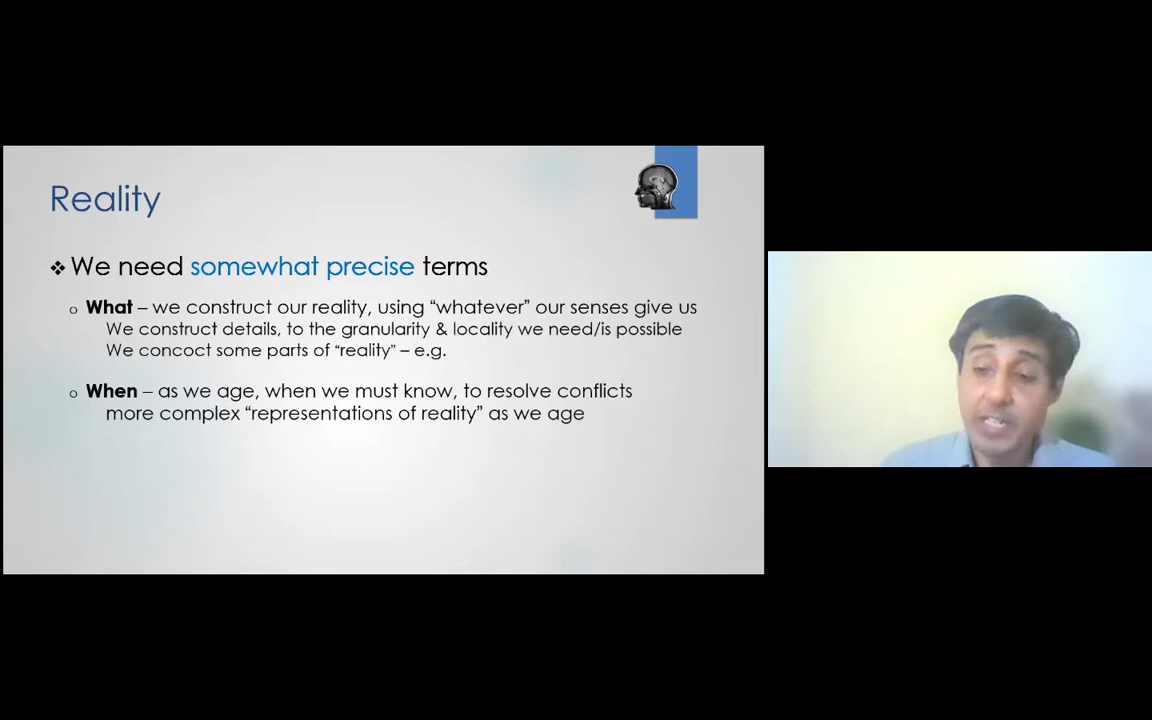 Reality
❖ We need somewhat precise terms
o What – we construct our reality, using “whatever” our senses give us
We construct details, to the granularity & locality we need/is possible
We concoct some parts of “reality” – e.g.
o When – as we age, when we must know, to resolve conflicts
more complex “representations of reality” as we age